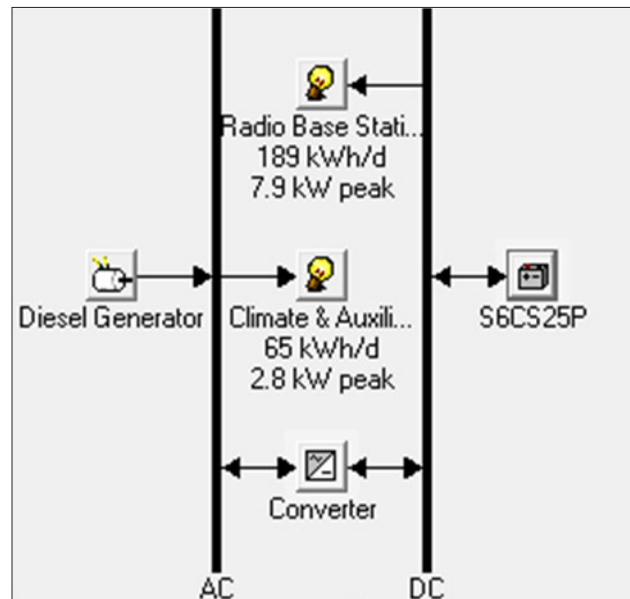 Radio Base Stati...
189 kWh/d
7.9 kW peak
Diesel Generator
Climate & Auxili...
65 kWh/d
2.8 kW peak
S6CS25P
Converter
AC
DC